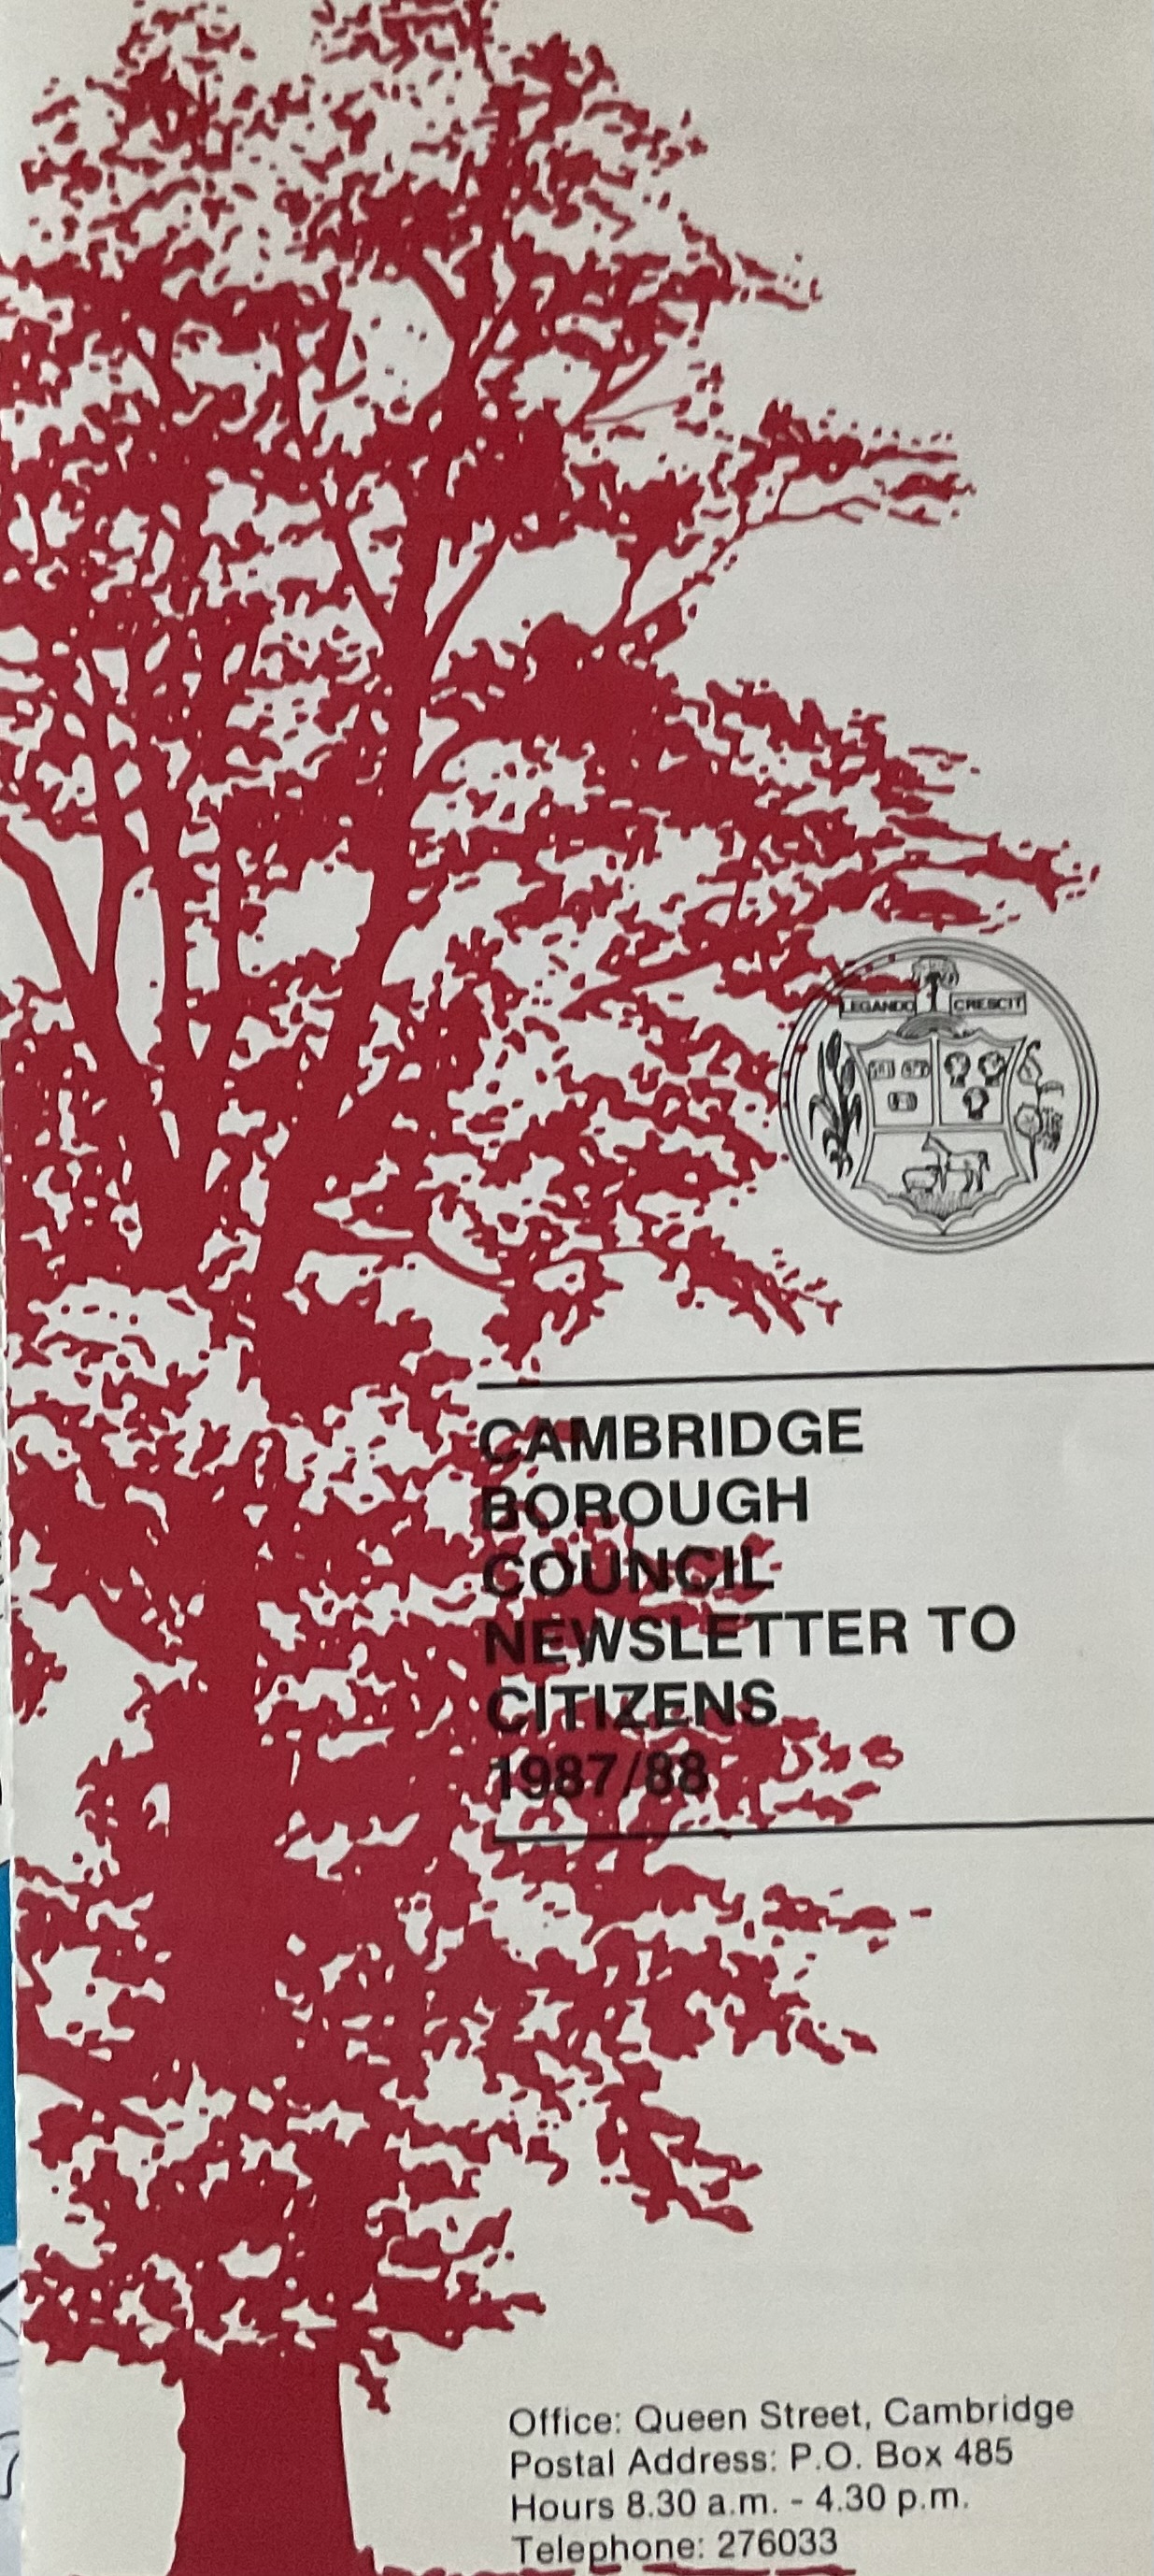 LEGANDO CRESCIT
CAMBRIDGE
BOROUGH
COUNCIL
NEWSLETTER TO
CITIZENS
1987/88
Office: Queen Street, Cambridge
Postal Address: P.O. Box 485
Hours 8.30 a.m. - 4.30 p.m.
Telephone: 276033